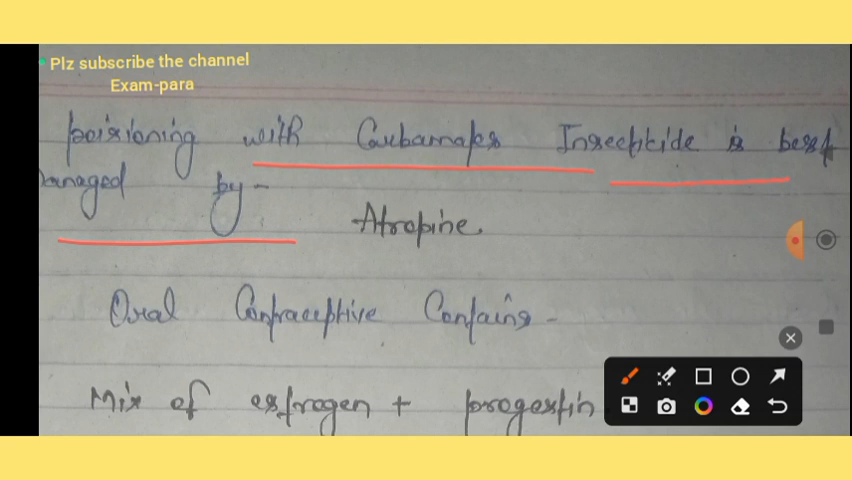 Plz subscribe the channel
Exam-para
Poisioning with Carbamates Insecticide is best
managed by -
Atropine.
Oral Contraceptive Contains -
Mix of estrogen + progestin